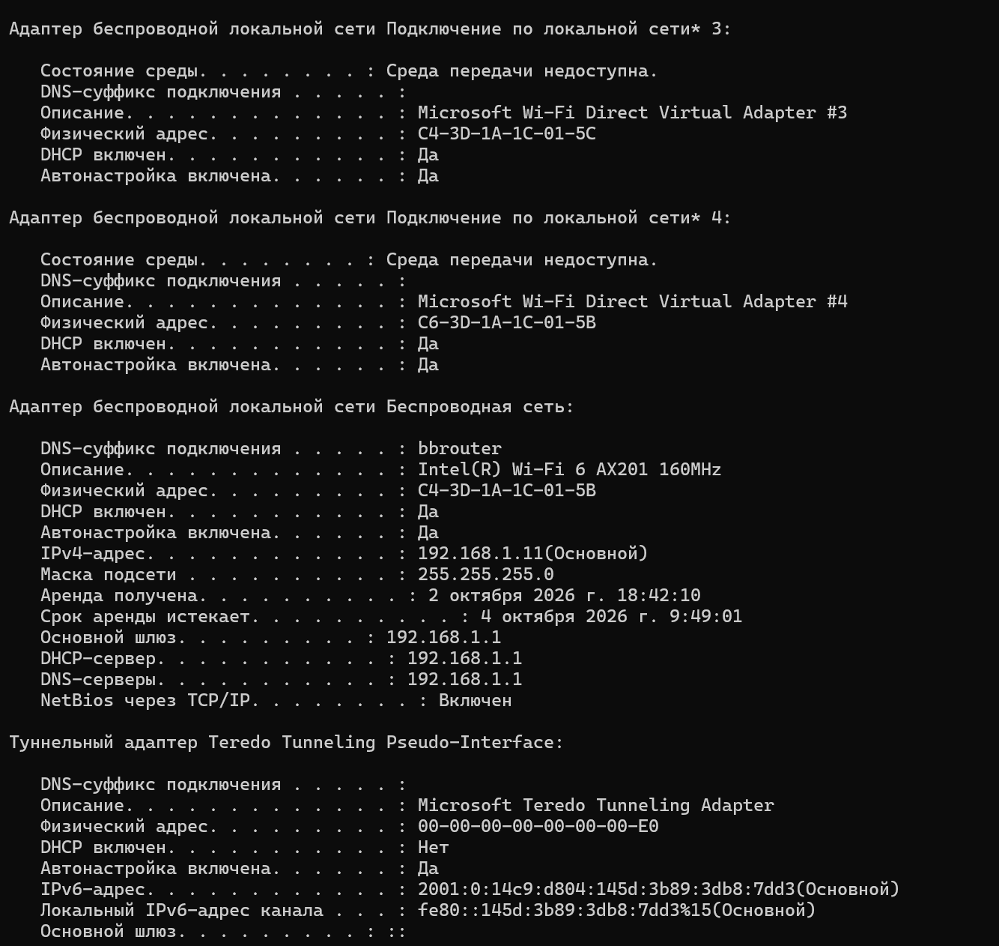 Адаптер беспроводной локальной сети Подключение по локальной сети* 3:
Состояние среды. . . . . . . . : Среда передачи недоступна.
DNS-суффикс подключения . . . . . :
Описание. . . . . . . . . . . . . : Microsoft Wi-Fi Direct Virtual Adapter #3
Физический адрес. . . . . . . . . : C4-3D-1A-1C-01-5C
DHCP включен. . . . . . . . . . . : Да
Автонастройка включена. . . . . . : Да
Адаптер беспроводной локальной сети Подключение по локальной сети* 4:
Состояние среды. . . . . . . . : Среда передачи недоступна.
DNS-суффикс подключения . . . . . :
Описание. . . . . . . . . . . . . : Microsoft Wi-Fi Direct Virtual Adapter #4
Физический адрес. . . . . . . . . : C6-3D-1A-1C-01-5B
DHCP включен. . . . . . . . . . . : Да
Автонастройка включена. . . . . . : Да
Адаптер беспроводной локальной сети Беспроводная сеть:
DNS-суффикс подключения . . . . . : bbrouter
Описание. . . . . . . . . . . . . : Intel(R) Wi-Fi 6 AX201 160MHz
Физический адрес. . . . . . . . . : C4-3D-1A-1C-01-5B
DHCP включен. . . . . . . . . . . : Да
Автонастройка включена. . . . . . : Да
IPv4-адрес. . . . . . . . . . . . : 192.168.1.11(Основной)
Маска подсети . . . . . . . . . . : 255.255.255.0
Аренда получена. . . . . . . . . . : 2 октября 2026 г. 18:42:10
Срок аренды истекает. . . . . . . . . . : 4 октября 2026 г. 9:49:01
Основной шлюз. . . . . . . . . : 192.168.1.1
DHCP-сервер. . . . . . . . . . . : 192.168.1.1
DNS-серверы. . . . . . . . . . . : 192.168.1.1
NetBios через TCP/IP. . . . . . . . : Включен
Туннельный адаптер Teredo Tunneling Pseudo-Interface:
DNS-суффикс подключения . . . . . :
Описание. . . . . . . . . . . . . : Microsoft Teredo Tunneling Adapter
Физический адрес. . . . . . . . . : 00-00-00-00-00-00-00-E0
DHCP включен. . . . . . . . . . . : Нет
Автонастройка включена. . . . . . : Да
IPv6-адрес. . . . . . . . . . . . : 2001:0:14c9:d804:145d:3b89:3db8:7dd3(Основной)
Локальный IPv6-адрес канала . . . : fe80::145d:3b89:3db8:7dd3%15(Основной)
Основной шлюз. . . . . . . . . : ::